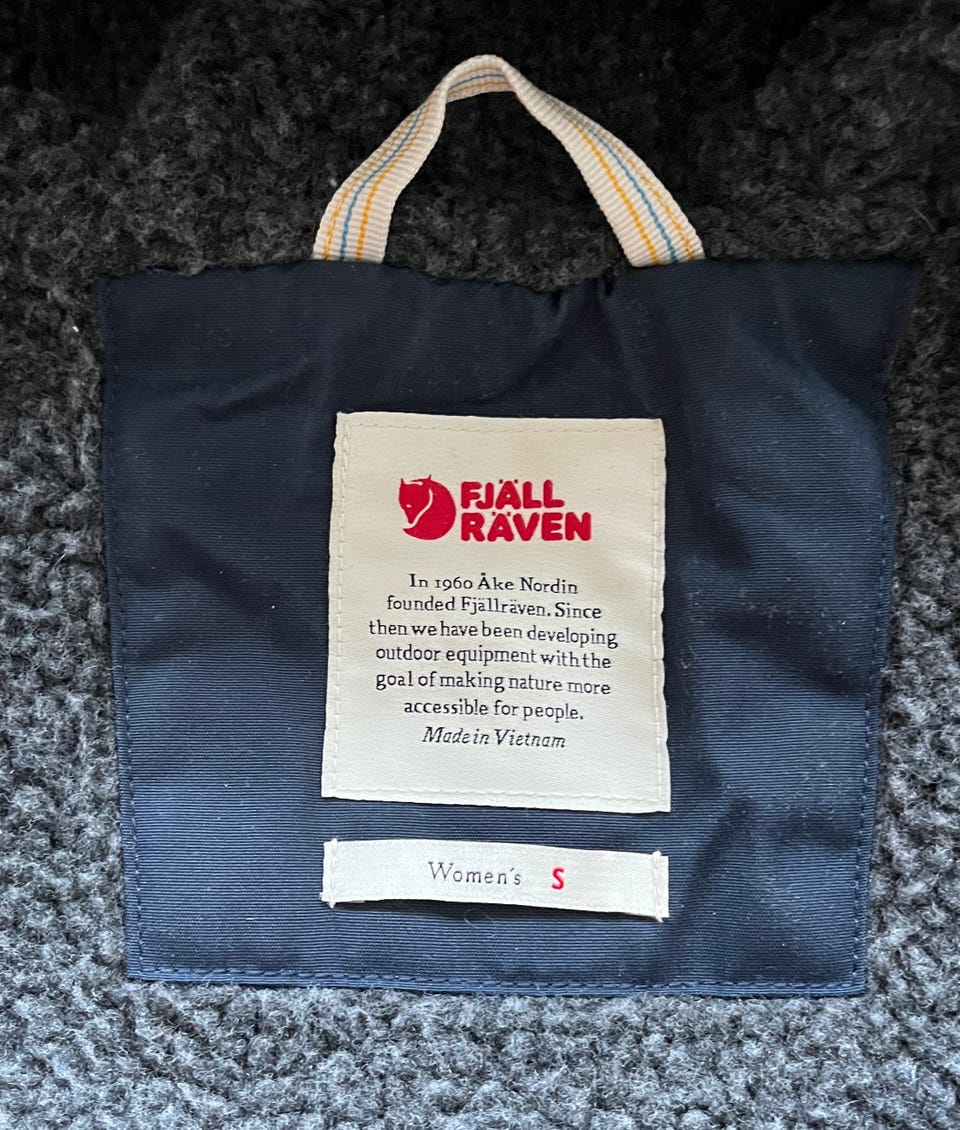 FJÄLL
RÄVEN
In 1960 Åke Nordin
founded Fjällräven. Since
then we have been developing
outdoor equipment with the
goal of making nature more
accessible for people.
Made in Vietnam
Women's S